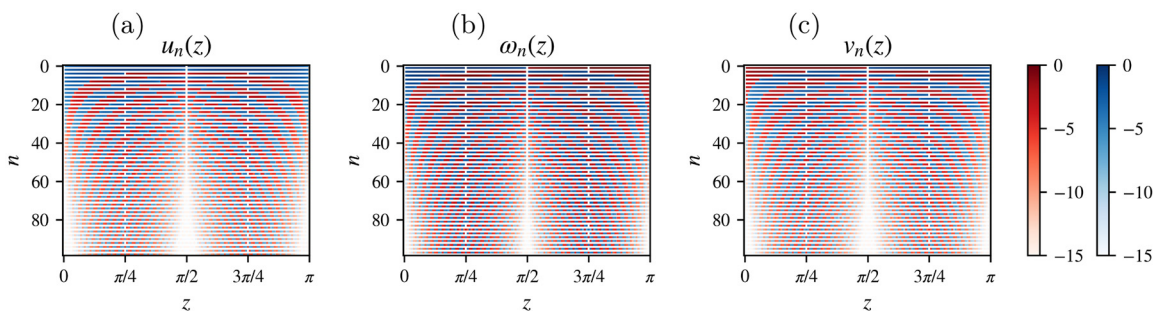 (a) (b) (c)
uₙ(z) ωₙ(z) vₙ(z)
0 0 0 0 0
20 20 20
−5 −5
40 40 40
n n n
60 60 60
−10 −10
80 80 80
−15 −15
0 π/4 π/2 3π/4 π 0 π/4 π/2 3π/4 π 0 π/4 π/2 3π/4 π
z z z